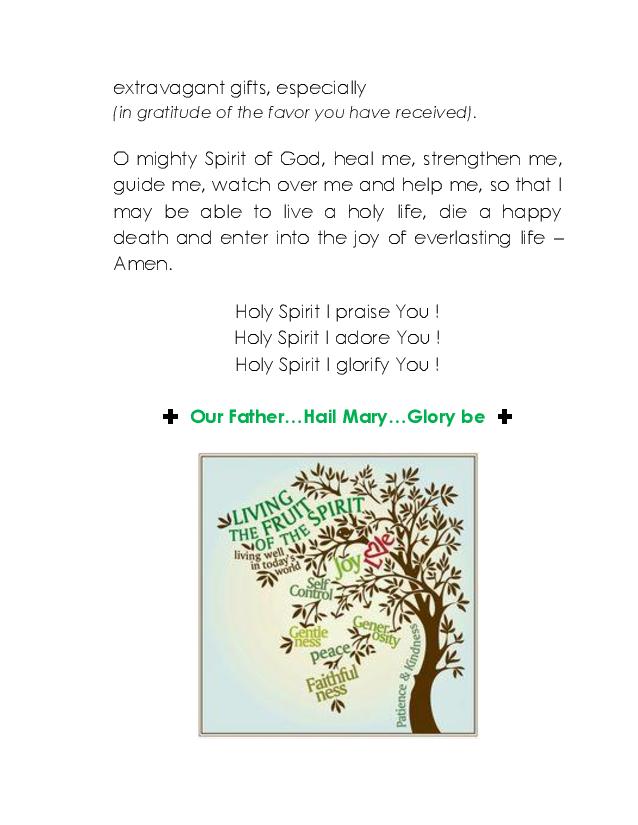 extravagant gifts, especially
(in gratitude of the favor you have received).
O mighty Spirit of God, heal me, strengthen me,
guide me, watch over me and help me, so that I
may be able to live a holy life, die a happy
death and enter into the joy of everlasting life –
Amen.
Holy Spirit I praise You !
Holy Spirit I adore You !
Holy Spirit I glorify You !
Our Father…Hail Mary…Glory be
LIVING
THE FRUIT
OF THE SPIRIT
living well
in today's
world
Joy
Love
Self
Control
Gentle
ness
Gener
osity
peace
Faithful
ness
Patience & Kindness